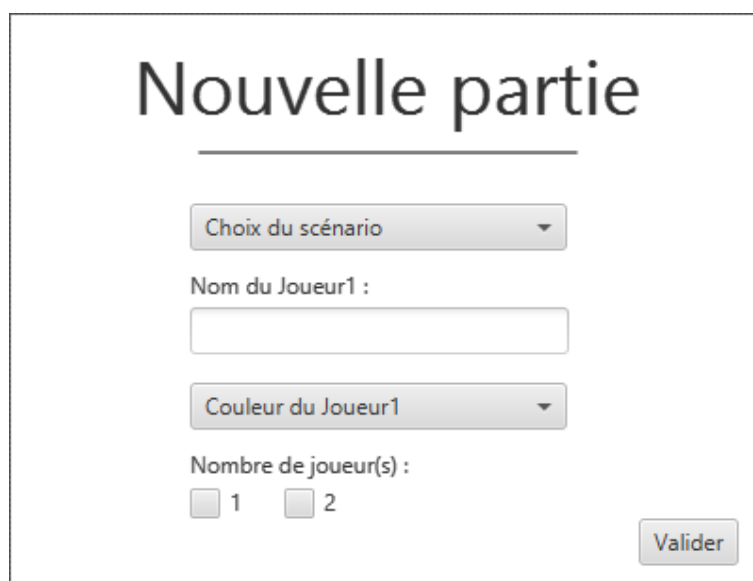 Nouvelle partie
Choix du scénario
Nom du Joueur1 :
Couleur du Joueur1
Nombre de joueur(s) :
1 2
Valider